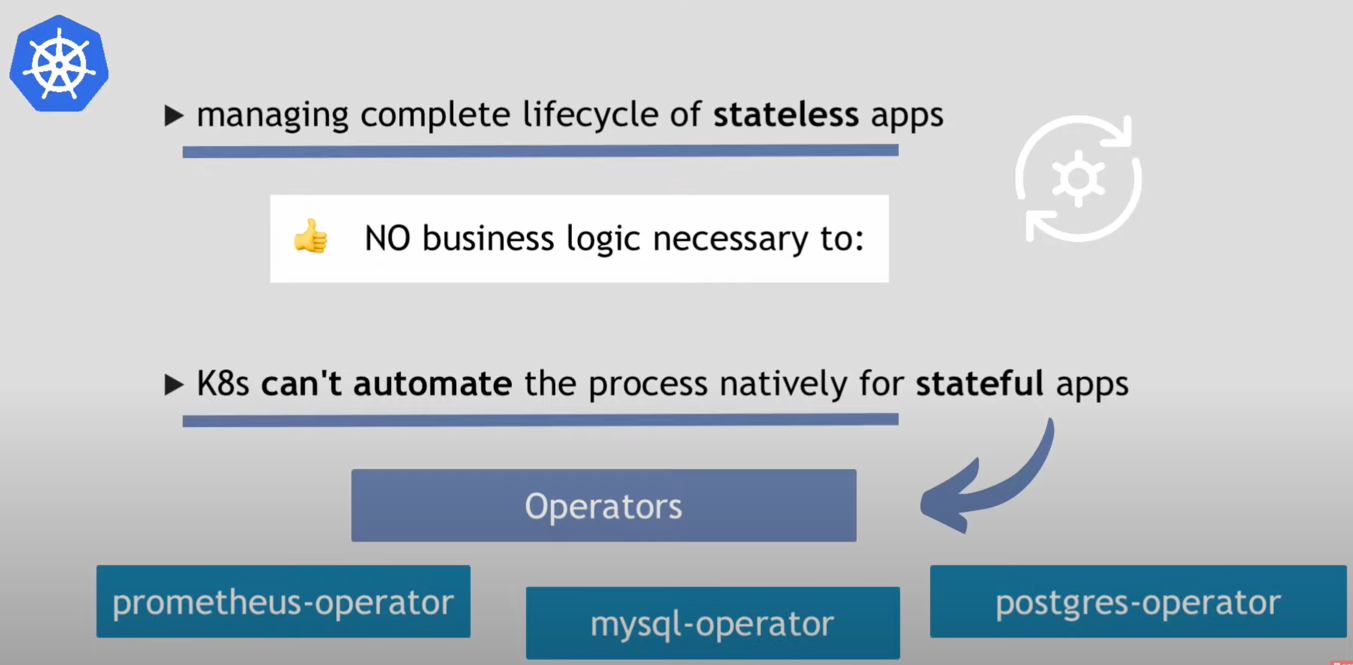 managing complete lifecycle of stateless apps
NO business logic necessary to:
K8s can't automate the process natively for stateful apps
Operators
prometheus-operator
mysql-operator
postgres-operator